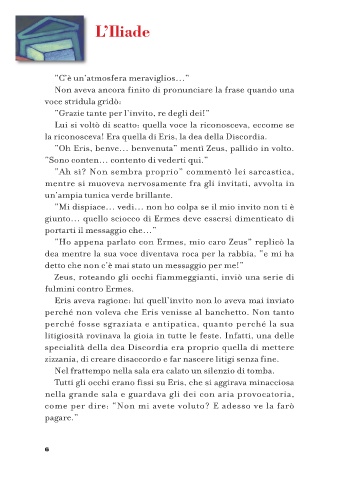 L'Iliade
"C'è un'atmosfera meraviglios…"
Non aveva ancora finito di pronunciare la frase quando una
voce stridula gridò:
"Grazie tante per l'invito, re degli dei!"
Lui si voltò di scatto: quella voce la riconosceva, eccome se
la riconosceva! Era quella di Eris, la dea della Discordia.
"Oh Eris, benve… benvenuta" mentì Zeus, pallido in volto.
"Sono conten… contento di vederti qui."
"Ah sì? Non sembra proprio" commentò lei sarcastica,
mentre si muoveva nervosamente fra gli invitati, avvolta in
un'ampia tunica verde brillante.
"Mi dispiace… vedi… non ho colpa se il mio invito non ti è
giunto… quello sciocco di Ermes deve essersi dimenticato di
portarti il messaggio che…"
"Ho appena parlato con Ermes, mio caro Zeus" replicò la
dea mentre la sua voce diventava roca per la rabbia, "e mi ha
detto che non c'è mai stato un messaggio per me!"
Zeus, roteando gli occhi fiammeggianti, inviò una serie di
fulmini contro Ermes.
Eris aveva ragione: lui quell'invito non lo aveva mai inviato
perché non voleva che Eris venisse al banchetto. Non tanto
perché fosse sgraziata e antipatica, quanto perché la sua
litigiosità rovinava la gioia in tutte le feste. Infatti, una delle
specialità della dea Discordia era proprio quella di mettere
zizzania, di creare disaccordo e far nascere litigi senza fine.
Nel frattempo nella sala era calato un silenzio di tomba.
Tutti gli occhi erano fissi su Eris, che si aggirava minacciosa
nella grande sala e guardava gli dei con aria provocatoria,
come per dire: "Non mi avete voluto? E adesso ve la farò
pagare."
6